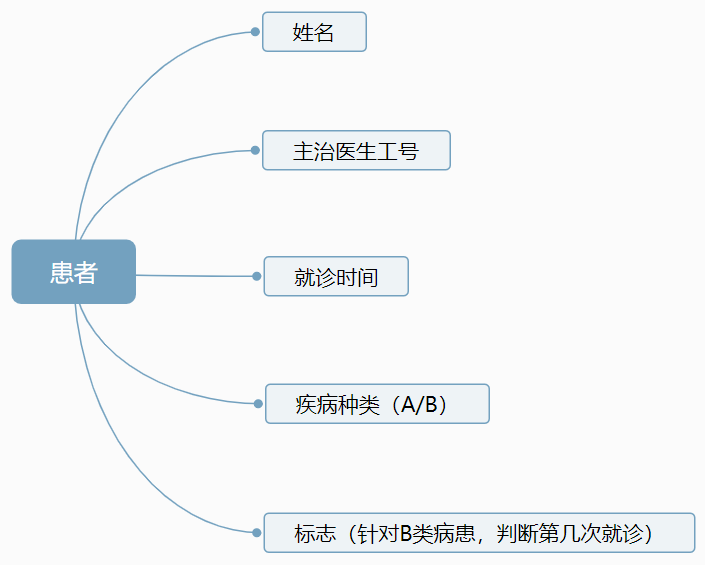 姓名
主治医生工号
患者
就诊时间
疾病种类（A/B）
标志（针对B类病患，判断第几次就诊）